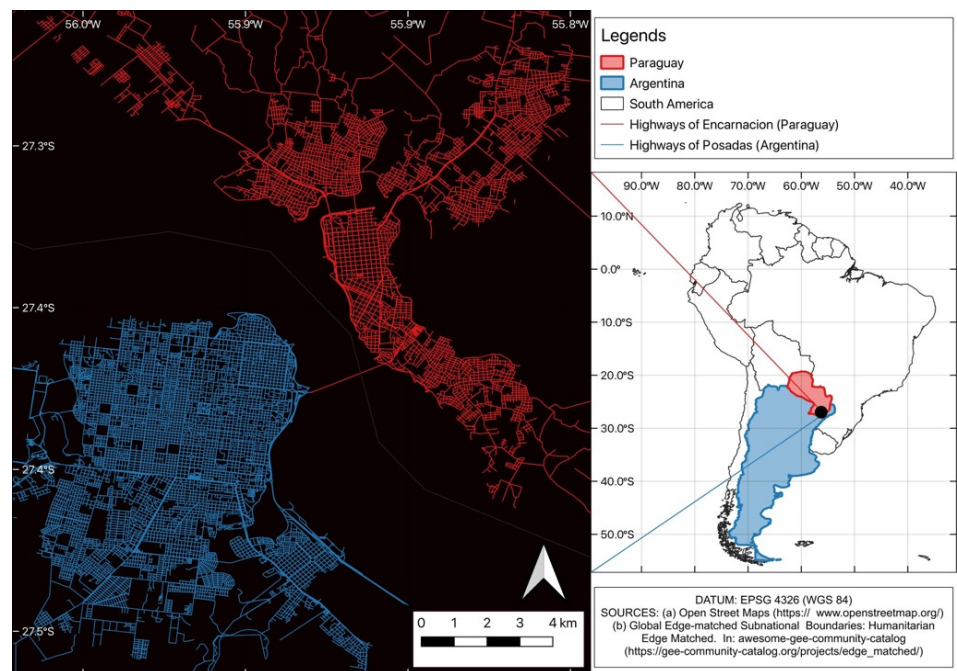 56.0°W 55.9°W 55.9°W 55.8°W
27.3°S
27.4°S
27.4°S
27.5°S
0 1 2 3 4 km
Legends
Paraguay
Argentina
South America
Highways of Encarnacion (Paraguay)
Highways of Posadas (Argentina)
90.0°W 80.0°W 70.0°W 60.0°W 50.0°W 40.0°W
10.0°N
0.0°
10.0°S
20.0°S
30.0°S
40.0°S
50.0°S
DATUM: EPSG 4326 (WGS 84)
SOURCES: (a) Open Street Maps (https:// www.openstreetmap.org/)
(b) Global Edge-matched Subnational Boundaries: Humanitarian
Edge Matched. In: awesome-gee-community-catalog
(https://gee-community-catalog.org/projects/edge_matched/)